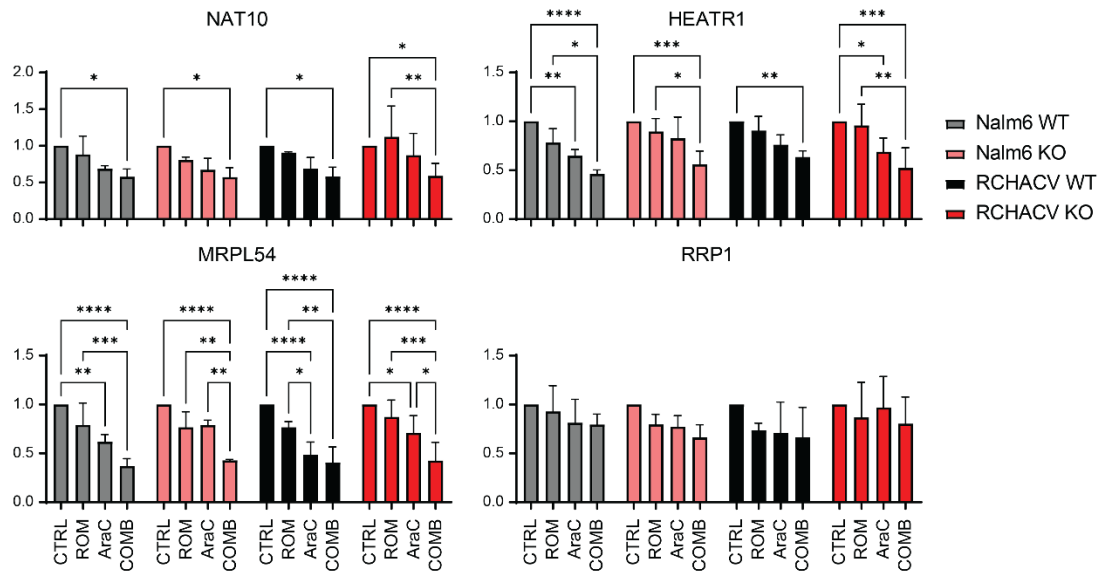 NAT10
HEATR1
2.0
1.5
1.0
0.5
0.0
*
*
*
*
**
1.5
1.0
0.5
0.0
****
*
**
***
*
**
***
*
**
Nalm6 WT
Nalm6 KO
RCHACV WT
RCHACV KO
MRPL54
RRP1
1.5
1.0
0.5
0.0
****
***
**
****
**
**
****
**
****
*
****
***
*
*
CTRL
ROM
AraC
COMB
CTRL
ROM
AraC
COMB
CTRL
ROM
AraC
COMB
CTRL
ROM
AraC
COMB
1.5
1.0
0.5
0.0
CTRL
ROM
AraC
COMB
CTRL
ROM
AraC
COMB
CTRL
ROM
AraC
COMB
CTRL
ROM
AraC
COMB